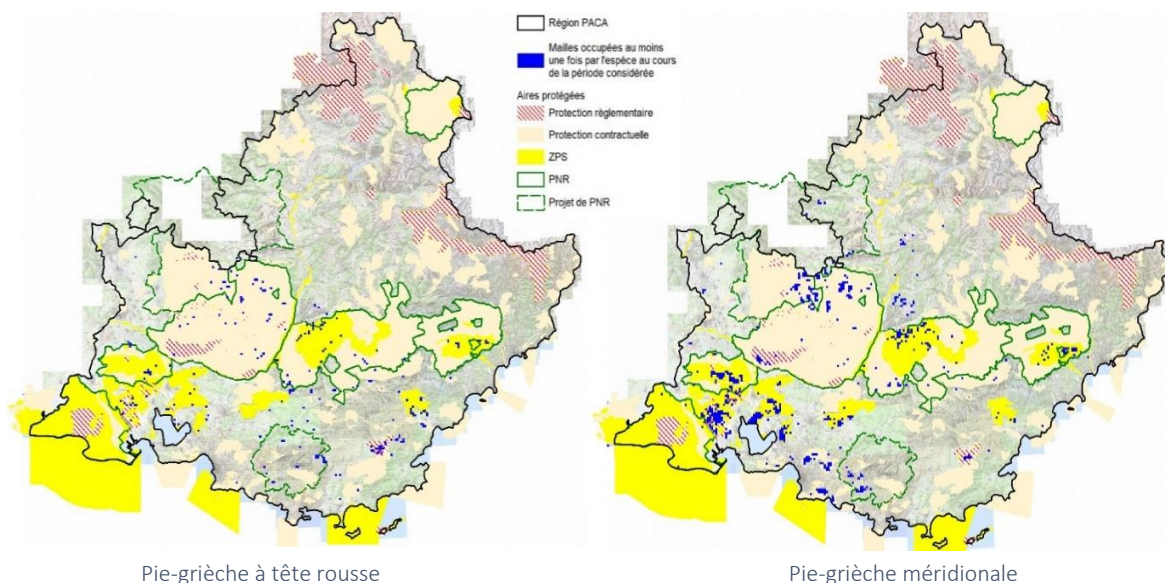 Région PACA
Mailles occupées au moins
une fois par l'espèce au cours
de la période considérée
Aires protégées
Protection règlementaire
Protection contractuelle
ZPS
PNR
Projet de PNR
Pie-grièche à tête rousse
Pie-grièche méridionale